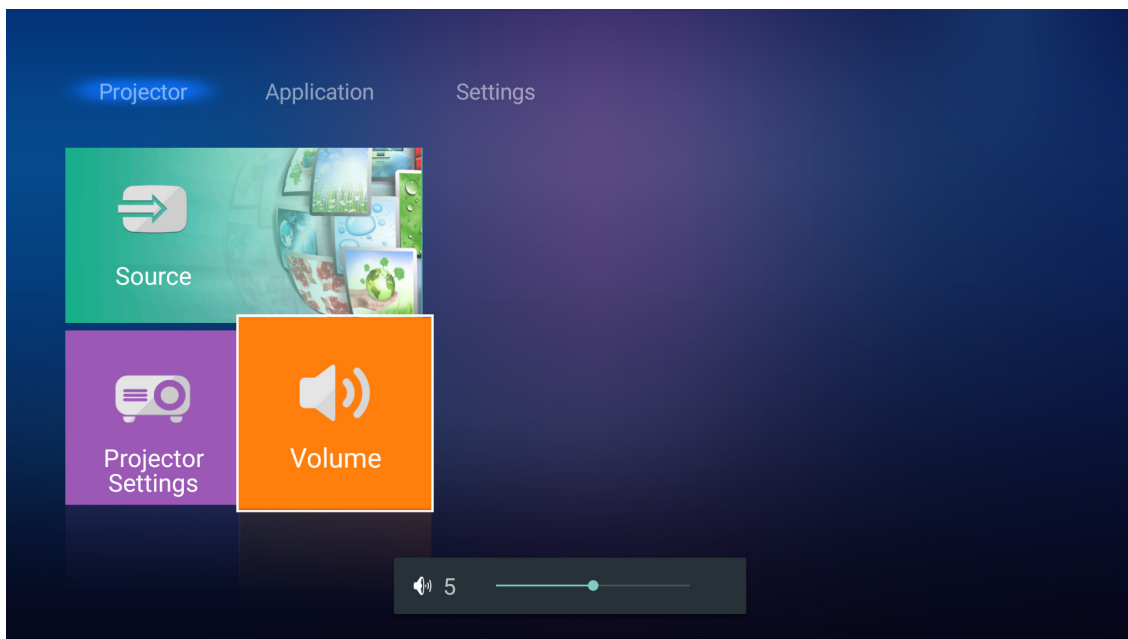 Projector Application Settings
Source
Projector
Settings
Volume
5